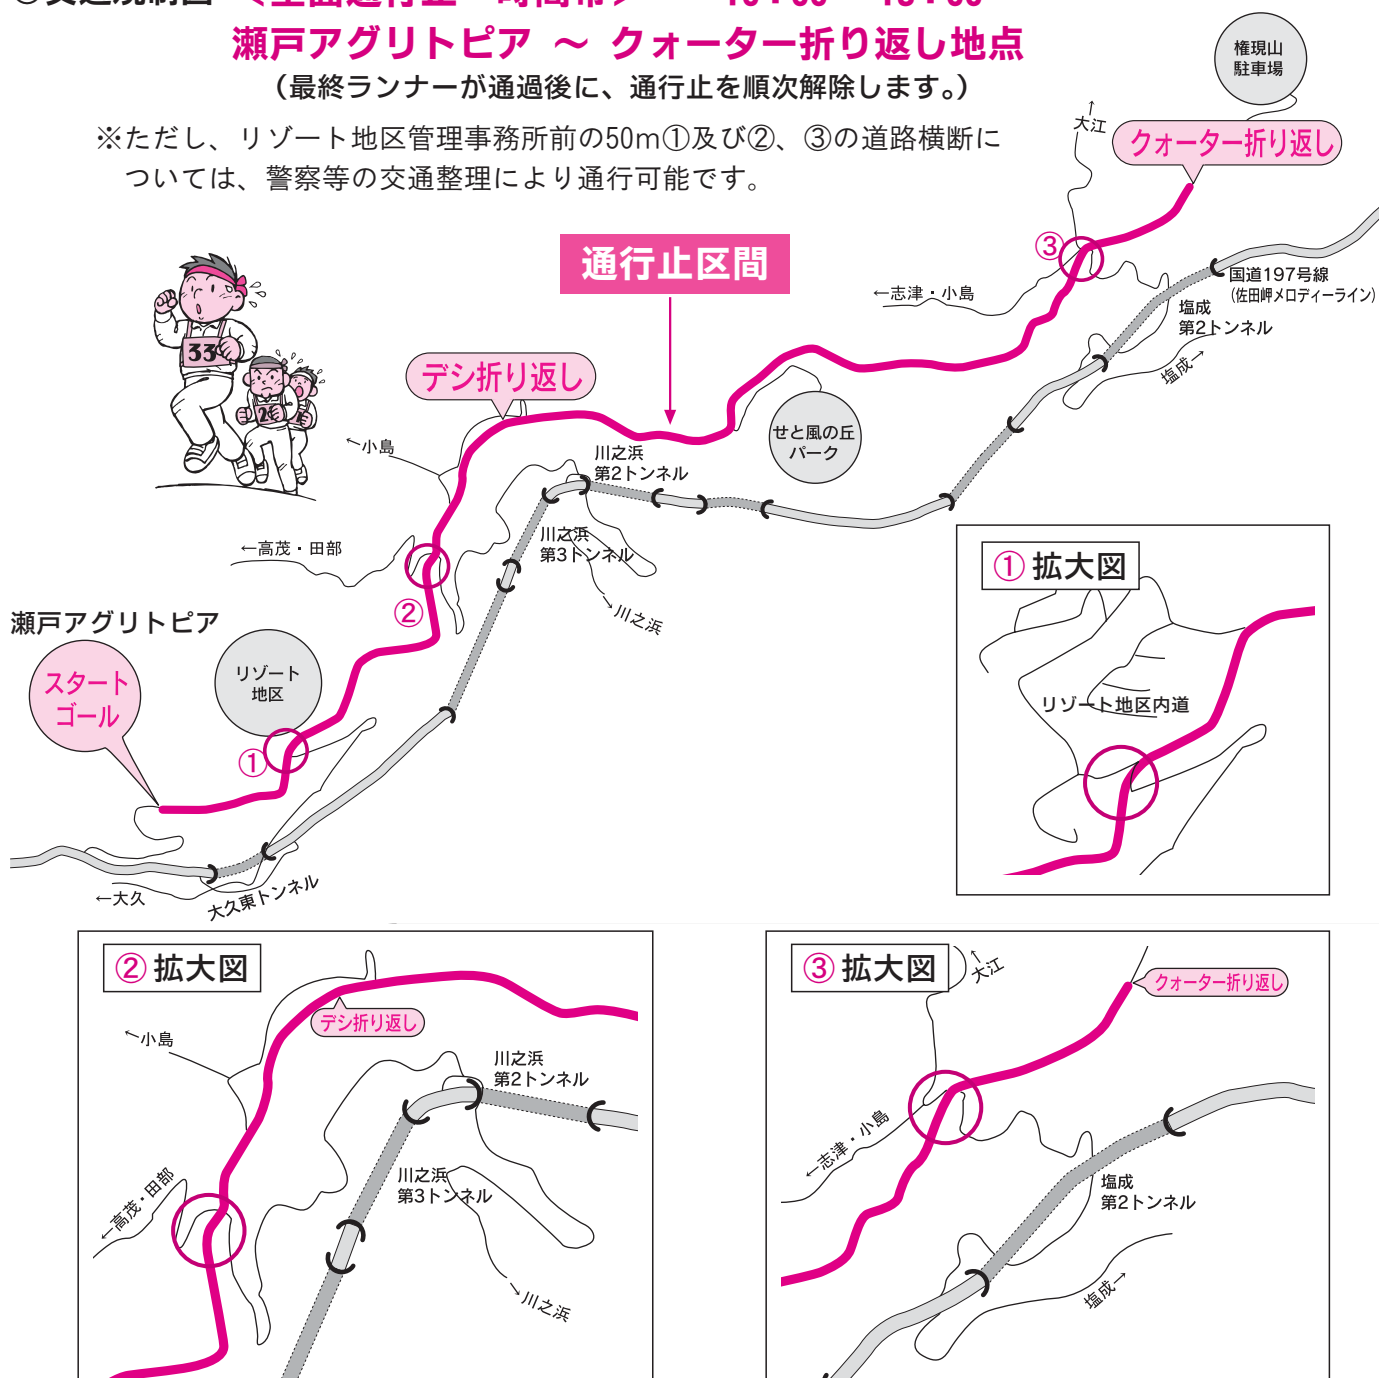 瀬戸アグリトピア ～ クォーター折り返し地点
（最終ランナーが通過後に、通行止を順次解除します。）
※ただし、リゾート地区管理事務所前の50m①及び②、③の道路横断に
ついては、警察等の交通整理により通行可能です。
権現山
駐車場
↑
大江
クォーター折り返し
③
通行止区間
←志津・小島
国道197号線
（佐田岬メロディーライン）
塩成
第2トンネル
塩成→
33
2
デシ折り返し
←小島
せと風の丘
パーク
川之浜
第2トンネル
川之浜
第3トンネル
←高茂・田部
②
→川之浜
瀬戸アグリトピア
スタート
ゴール
リゾート
地区
①
←大久
大久東トンネル
① 拡大図
リゾート地区内道
② 拡大図
デシ折り返し
←小島
川之浜
第2トンネル
川之浜
第3トンネル
←高茂・田部
→川之浜
③ 拡大図
↑
大江
クォーター折り返し
←志津・小島
塩成
第2トンネル
塩成→